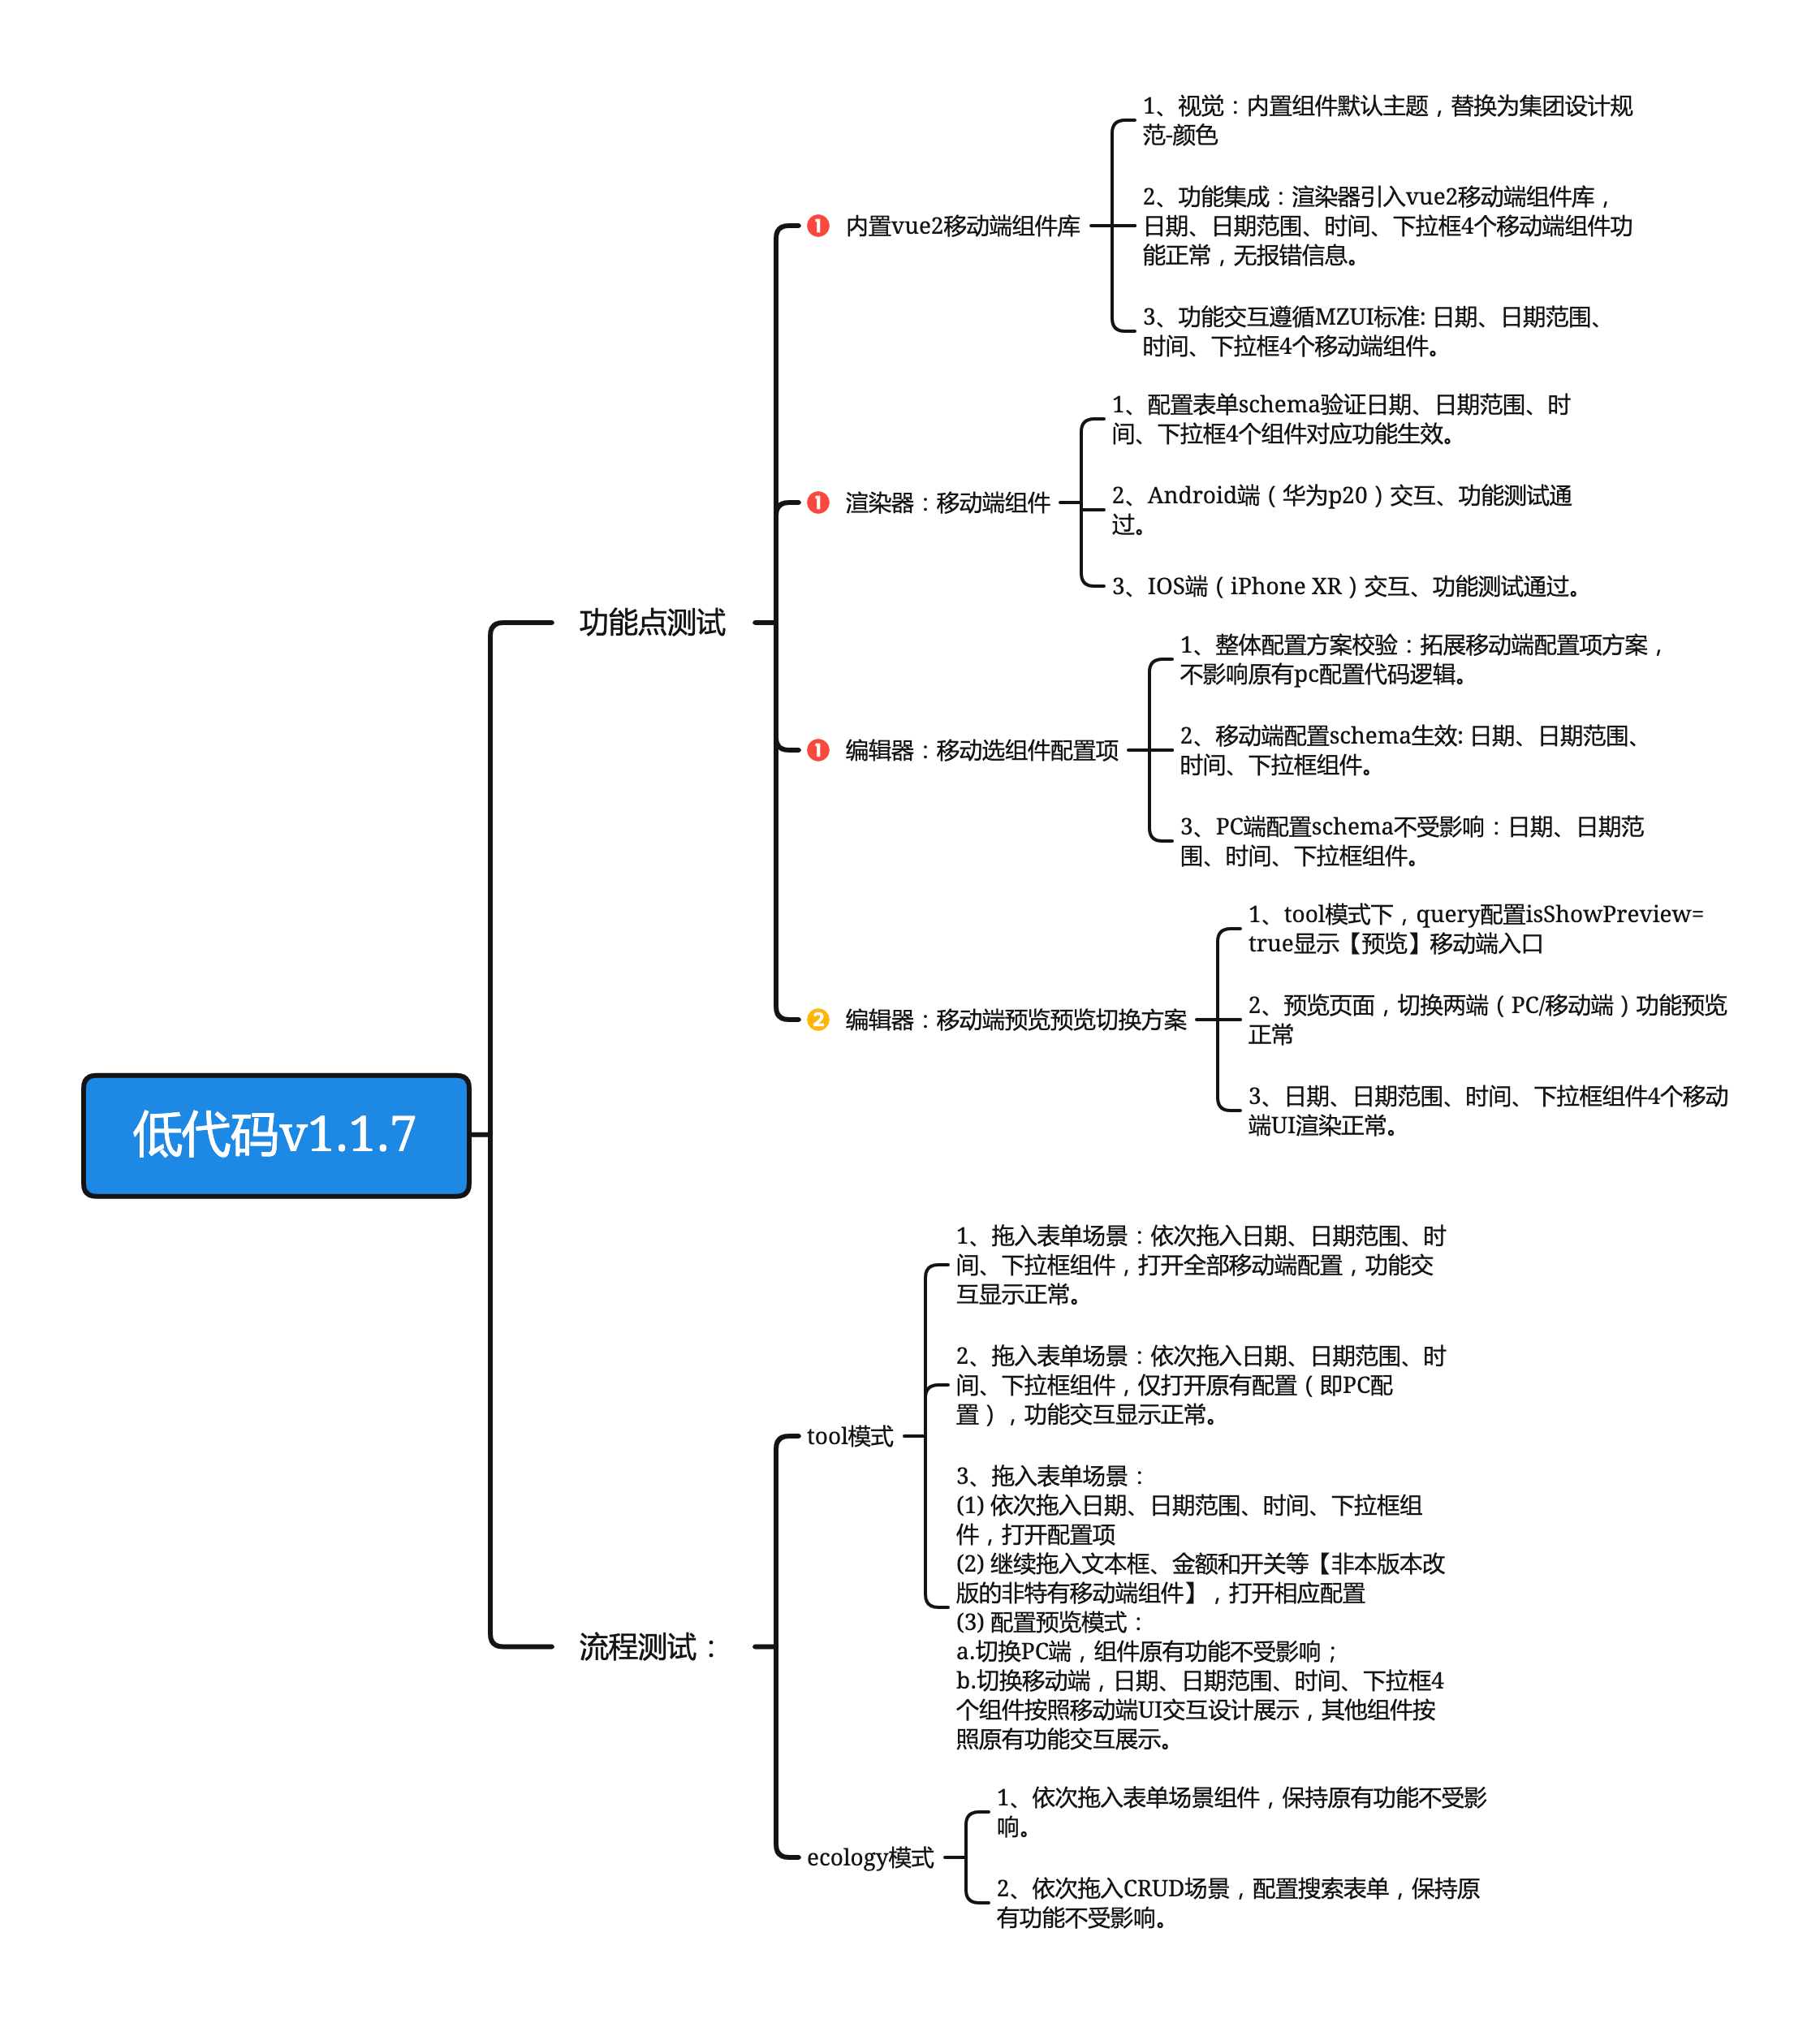 低代码v1.1.7
功能点测试
1 内置vue2移动端组件库
1、视觉：内置组件默认主题，替换为集团设计规
范-颜色
2、功能集成：渲染器引入vue2移动端组件库，
日期、日期范围、时间、下拉框4个移动端组件功
能正常，无报错信息。
3、功能交互遵循MZUI标准: 日期、日期范围、
时间、下拉框4个移动端组件。
1 渲染器：移动端组件
1、配置表单schema验证日期、日期范围、时
间、下拉框4个组件对应功能生效。
2、Android端（华为p20）交互、功能测试通
过。
3、IOS端（iPhone XR）交互、功能测试通过。
1 编辑器：移动选组件配置项
1、整体配置方案校验：拓展移动端配置项方案，
不影响原有pc配置代码逻辑。
2、移动端配置schema生效: 日期、日期范围、
时间、下拉框组件。
3、PC端配置schema不受影响：日期、日期范
围、时间、下拉框组件。
2 编辑器：移动端预览预览切换方案
1、tool模式下，query配置isShowPreview=
true显示【预览】移动端入口
2、预览页面，切换两端（PC/移动端）功能预览
正常
3、日期、日期范围、时间、下拉框组件4个移动
端UI渲染正常。
流程测试：
tool模式
1、拖入表单场景：依次拖入日期、日期范围、时
间、下拉框组件，打开全部移动端配置，功能交
互显示正常。
2、拖入表单场景：依次拖入日期、日期范围、时
间、下拉框组件，仅打开原有配置（即PC配
置），功能交互显示正常。
3、拖入表单场景：
(1) 依次拖入日期、日期范围、时间、下拉框组
件，打开配置项
(2) 继续拖入文本框、金额和开关等【非本版本改
版的非特有移动端组件】，打开相应配置
(3) 配置预览模式：
a.切换PC端，组件原有功能不受影响；
b.切换移动端，日期、日期范围、时间、下拉框4
个组件按照移动端UI交互设计展示，其他组件按
照原有功能交互展示。
ecology模式
1、依次拖入表单场景组件，保持原有功能不受影
响。
2、依次拖入CRUD场景，配置搜索表单，保持原
有功能不受影响。